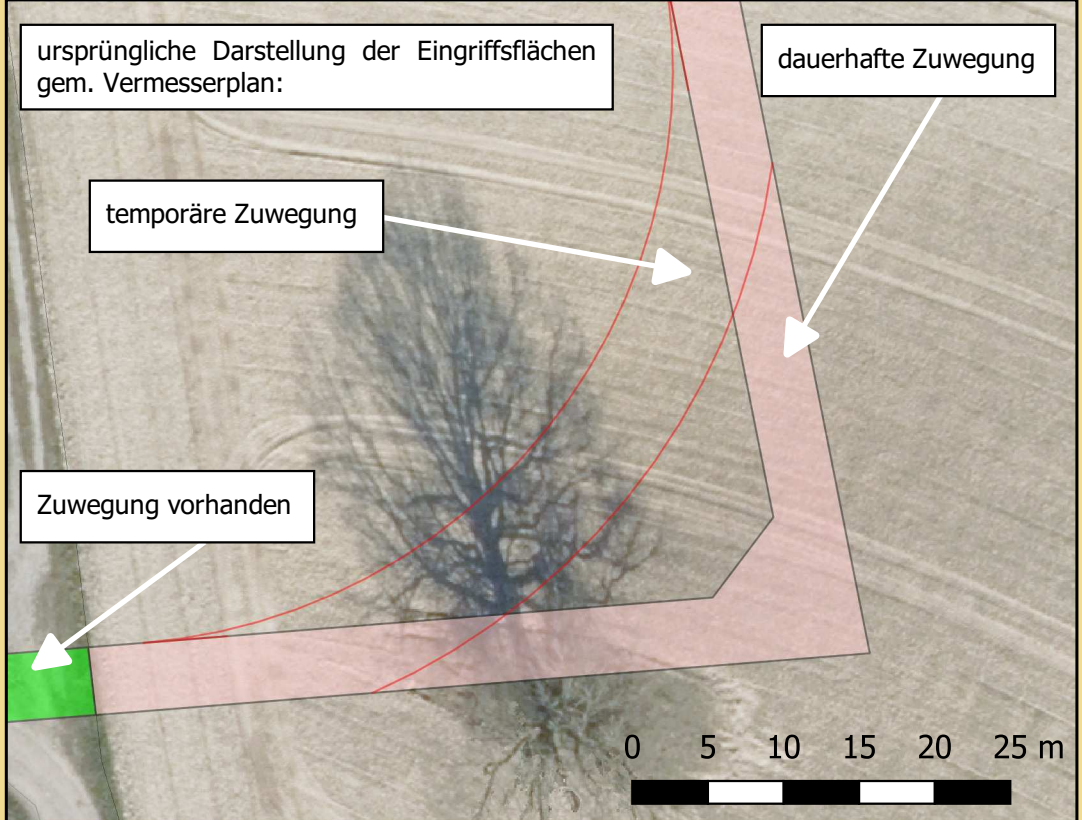 ursprüngliche Darstellung der Eingriffsflächen
gem. Vermesserplan:
dauerhafte Zuwegung
temporäre Zuwegung
Zuwegung vorhanden
0 5 10 15 20 25 m